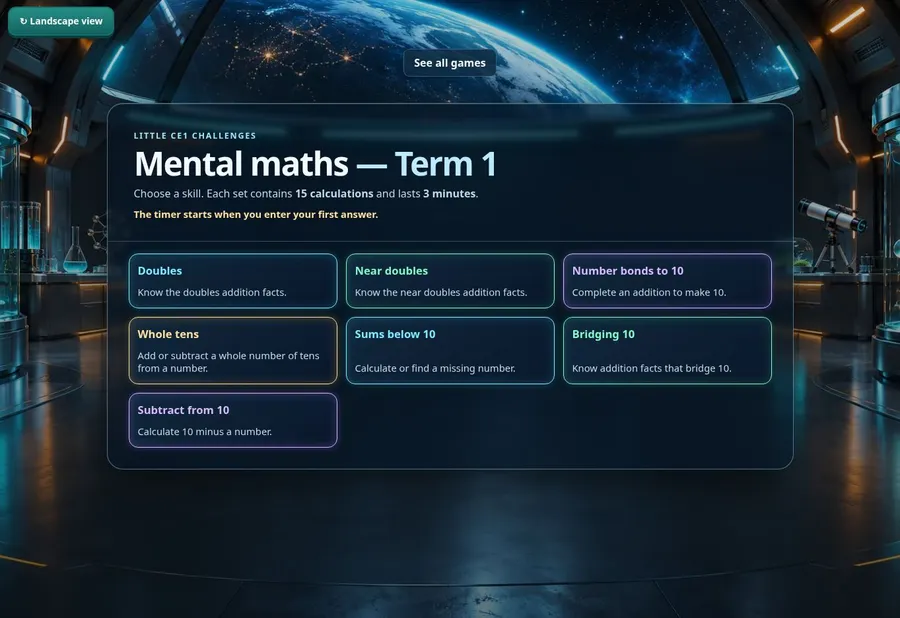 ↻ Landscape view
See all games
LITTLE CE1 CHALLENGES
Mental maths — Term 1
Choose a skill. Each set contains 15 calculations and lasts 3 minutes.
The timer starts when you enter your first answer.
Doubles
Know the doubles addition facts.
Near doubles
Know the near doubles addition facts.
Number bonds to 10
Complete an addition to make 10.
Whole tens
Add or subtract a whole number of tens
from a number.
Sums below 10
Calculate or find a missing number.
Bridging 10
Know addition facts that bridge 10.
Subtract from 10
Calculate 10 minus a number.